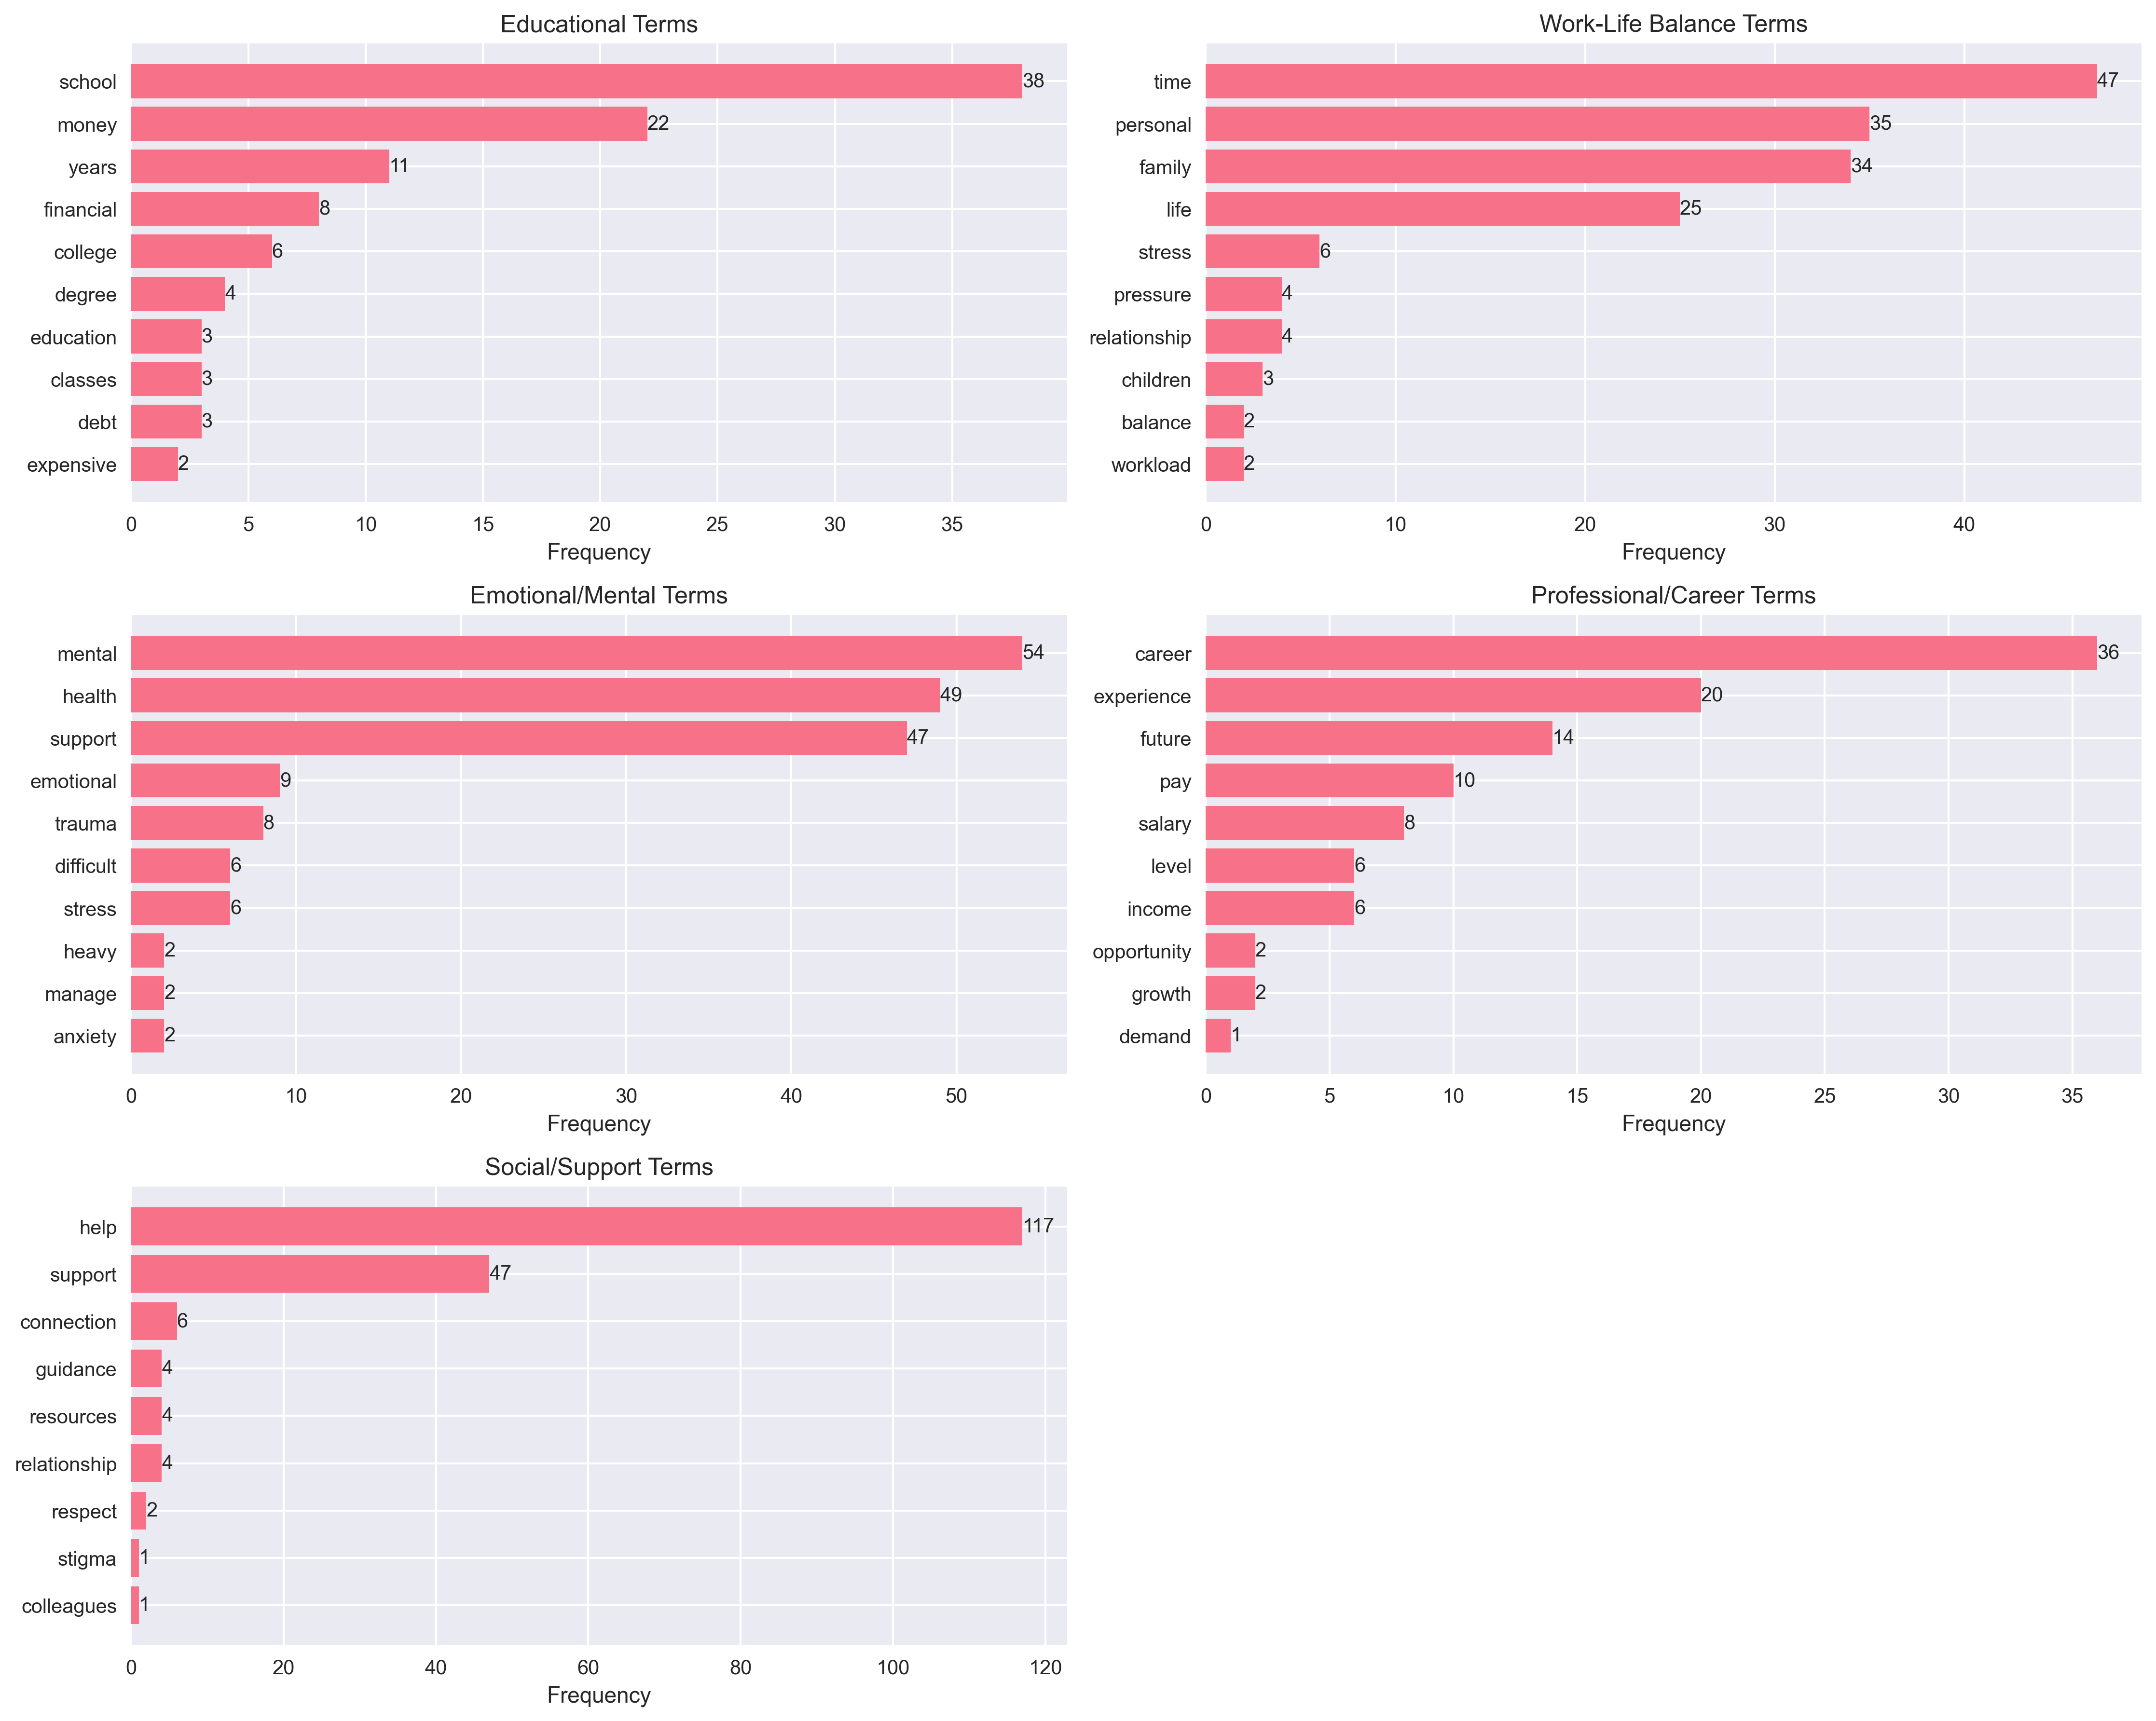 Educational Terms
school 38
money 22
years 11
financial 8
college 6
degree 4
education 3
classes 3
debt 3
expensive 2
0 5 10 15 20 25 30 35
Frequency
Work-Life Balance Terms
time 47
personal 35
family 34
life 25
stress 6
pressure 4
relationship 4
children 3
balance 2
workload 2
0 10 20 30 40
Frequency
Emotional/Mental Terms
mental 54
health 49
support 47
emotional 9
trauma 8
difficult 6
stress 6
heavy 2
manage 2
anxiety 2
0 10 20 30 40 50
Frequency
Professional/Career Terms
career 36
experience 20
future 14
pay 10
salary 8
level 6
income 6
opportunity 2
growth 2
demand 1
0 5 10 15 20 25 30 35
Frequency
Social/Support Terms
help 117
support 47
connection 6
guidance 4
resources 4
relationship 4
respect 2
stigma 1
colleagues 1
0 20 40 60 80 100 120
Frequency